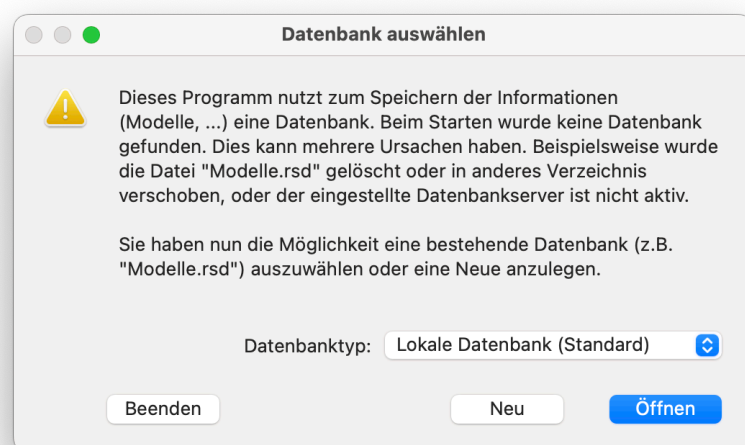 Datenbank auswählen
Dieses Programm nutzt zum Speichern der Informationen
(Modelle, ...) eine Datenbank. Beim Starten wurde keine Datenbank
gefunden. Dies kann mehrere Ursachen haben. Beispielsweise wurde
die Datei "Modelle.rsd" gelöscht oder in anderes Verzeichnis
verschoben, oder der eingestellte Datenbankserver ist nicht aktiv.
Sie haben nun die Möglichkeit eine bestehende Datenbank (z.B.
"Modelle.rsd") auszuwählen oder eine Neue anzulegen.
Datenbanktyp: Lokale Datenbank (Standard)
Beenden Neu Öffnen